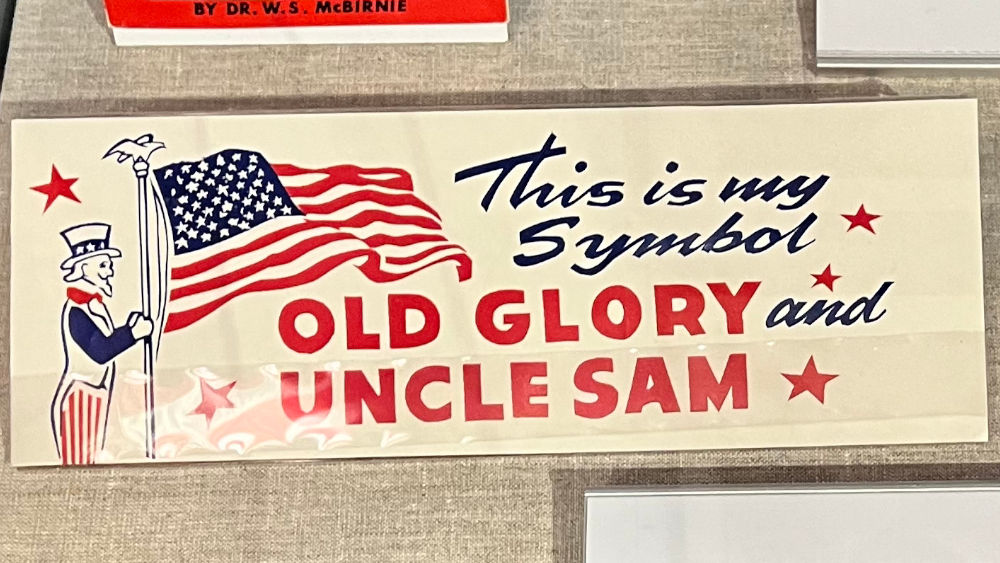 BY DR. W. S. McBIRNIE
This is my
Symbol
OLD GLORY and
UNCLE SAM